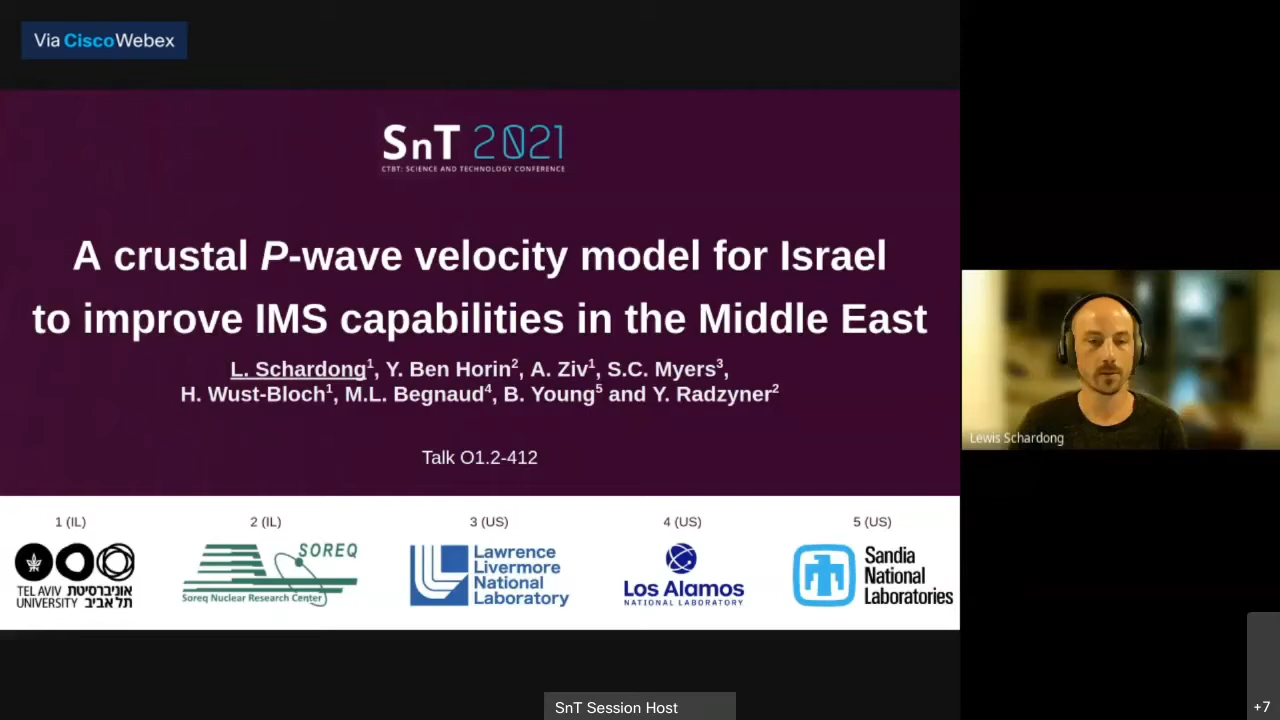 Via CiscoWebex
SnT 2021
CTBT: SCIENCE AND TECHNOLOGY CONFERENCE
A crustal P-wave velocity model for Israel
to improve IMS capabilities in the Middle East
L. Schardong1, Y. Ben Horin2, A. Ziv1, S.C. Myers3,
H. Wust-Bloch1, M.L. Begnaud4, B. Young5 and Y. Radzyner2
Talk O1.2-412
Lewis Schardong
1 (IL)
2 (IL)
3 (US)
4 (US)
5 (US)
TEL AVIV אוניברסיטת
UNIVERSITY תל אביב
SOREQ
Soreq Nuclear Research Center
Lawrence
Livermore
National
Laboratory
Los Alamos
NATIONAL LABORATORY
Sandia
National
Laboratories
SnT Session Host
+7